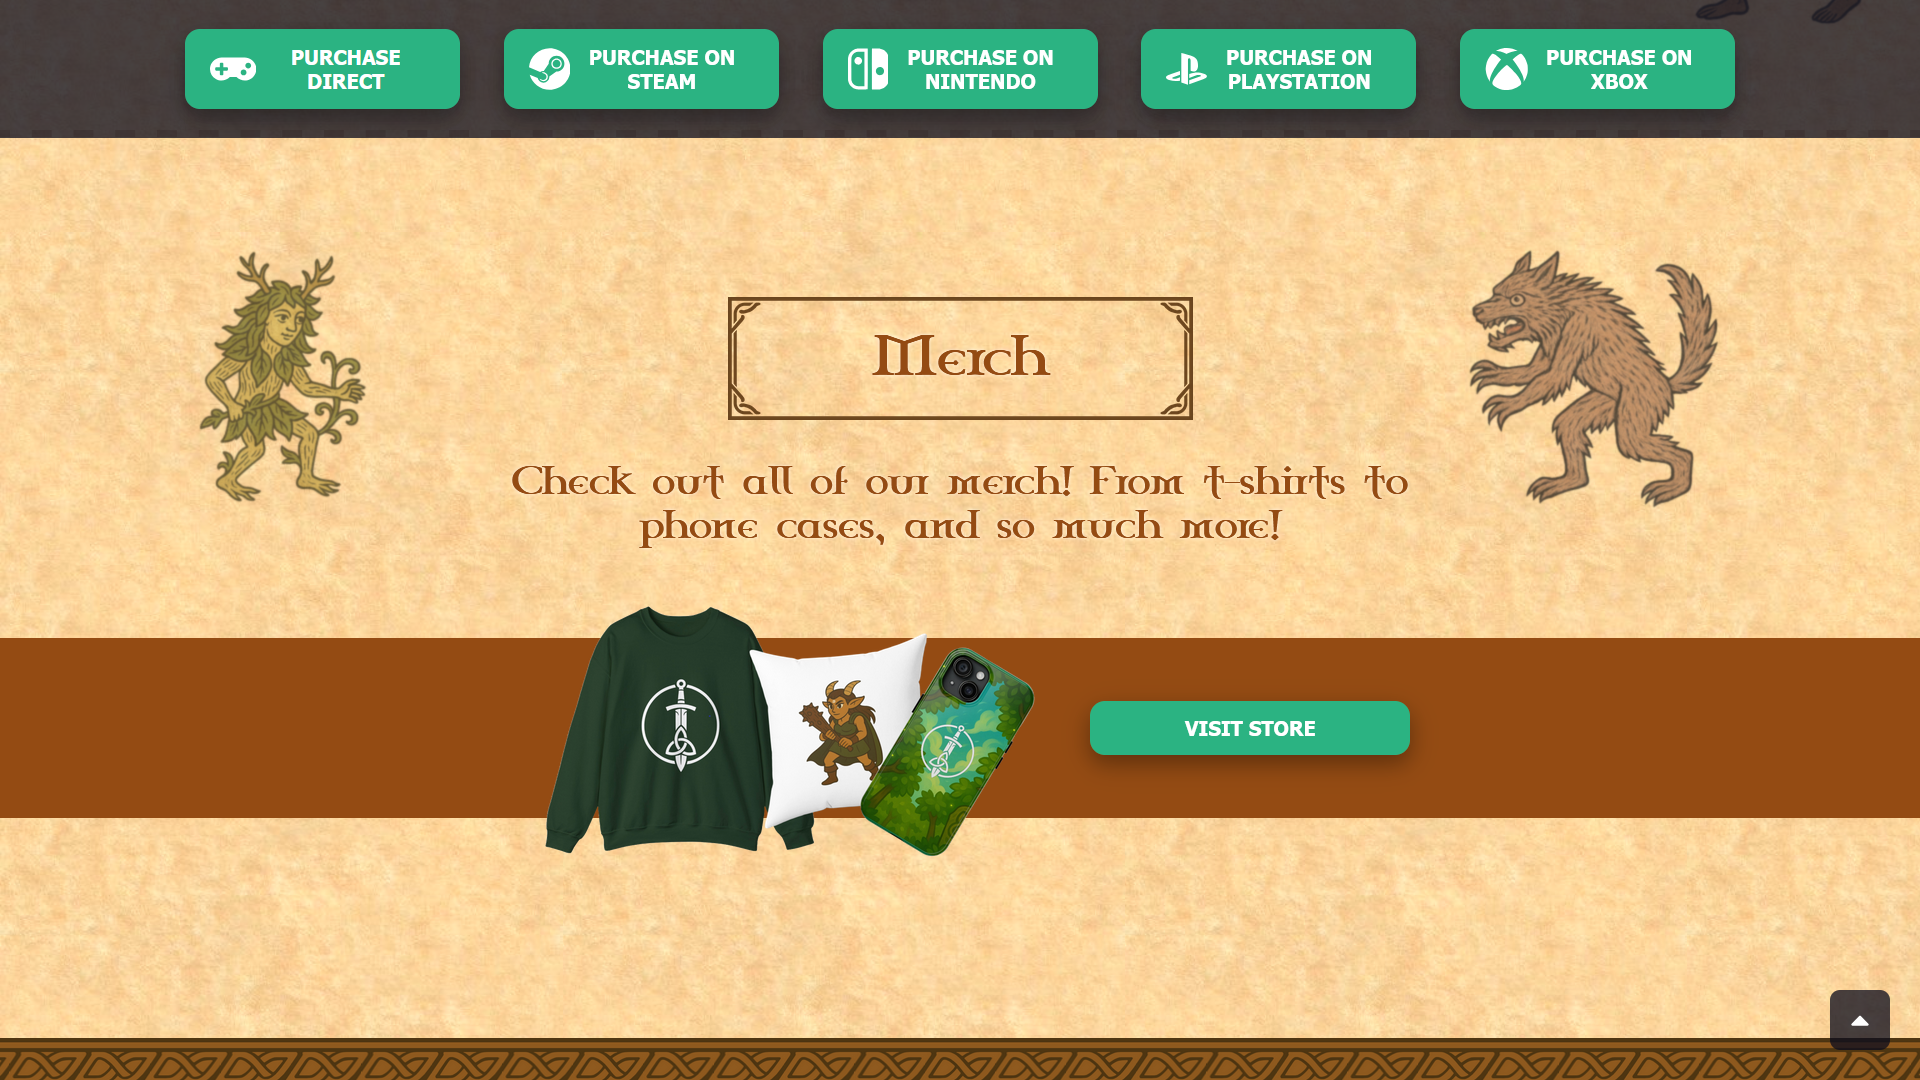 PURCHASE
DIRECT
PURCHASE ON
STEAM
PURCHASE ON
NINTENDO
PURCHASE ON
PLAYSTATION
PURCHASE ON
XBOX
Merch
Check out all of our merch! From t-shirts to
phone cases, and so much more!
VISIT STORE